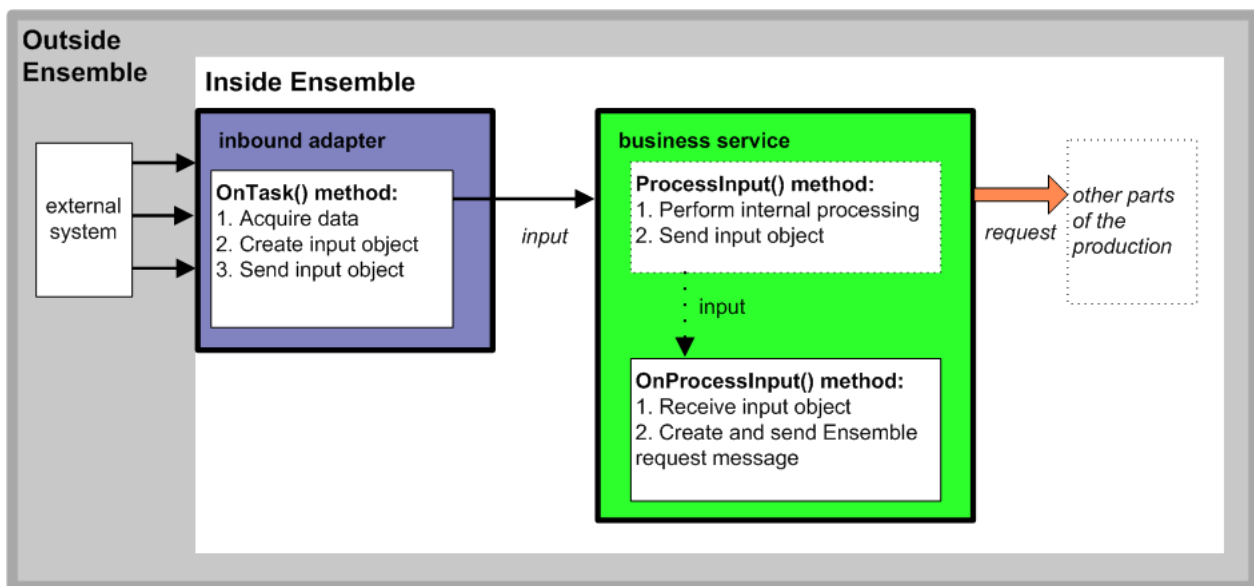 Outside
Ensemble
Inside Ensemble
inbound adapter
business service
external
system
OnTask() method:
1. Acquire data
2. Create input object
3. Send input object
input
ProcessInput() method:
1. Perform internal processing
2. Send input object
input
OnProcessInput() method:
1. Receive input object
2. Create and send Ensemble
request message
request
other parts
of the
production